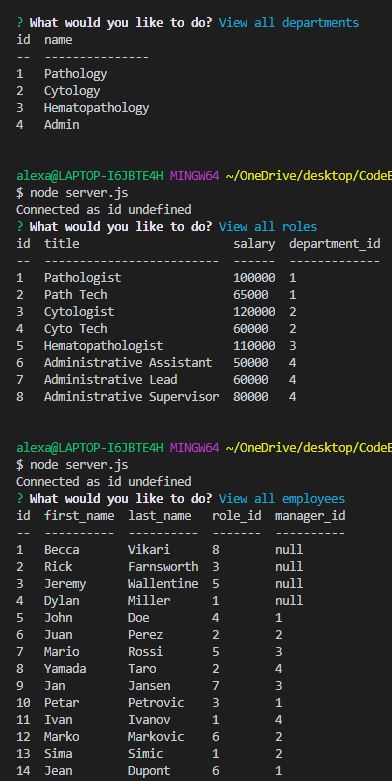 ? What would you like to do? View all departments
id  name
--  ---------------
1   Pathology
2   Cytology
3   Hematopathology
4   Admin
alexa@LAPTOP-I6JBTE4H MINGW64 ~/OneDrive/desktop/CodeB
$ node server.js
Connected as id undefined
? What would you like to do? View all roles
id  title                      salary  department_id
--  -------------------------  ------  -------------
1   Pathologist                100000  1
2   Path Tech                  65000   1
3   Cytologist                 120000  2
4   Cyto Tech                  60000   2
5   Hematopathologist          110000  3
6   Administrative Assistant   50000   4
7   Administrative Lead        60000   4
8   Administrative Supervisor  80000   4
alexa@LAPTOP-I6JBTE4H MINGW64 ~/OneDrive/desktop/CodeB
$ node server.js
Connected as id undefined
? What would you like to do? View all employees
id  first_name  last_name   role_id  manager_id
--  ----------  ----------  -------  ----------
1   Becca       Vikari      8        null
2   Rick        Farnsworth  3        null
3   Jeremy      Wallentine  5        null
4   Dylan       Miller      1        null
5   John        Doe         4        1
6   Juan        Perez       2        2
7   Mario       Rossi       5        3
8   Yamada      Taro        2        4
9   Jan         Jansen      7        3
10  Petar       Petrovic    3        1
11  Ivan        Ivanov      1        4
12  Marko       Markovic    6        2
13  Sima        Simic       1        2
14  Jean        Dupont      6        1